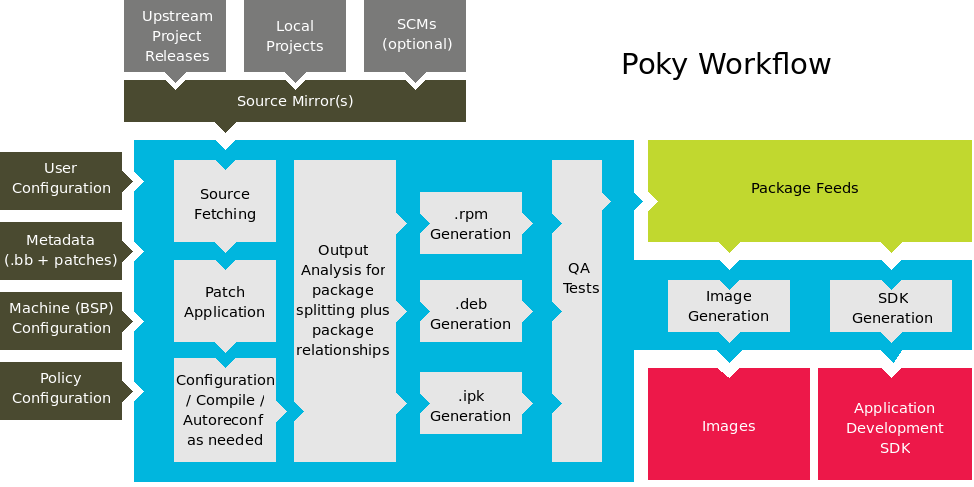 Upstream
Project
Releases
Local
Projects
SCMs
(optional)
Poky Workflow
Source Mirror(s)
User
Configuration
Metadata
(.bb + patches)
Machine (BSP)
Configuration
Policy
Configuration
Source
Fetching
Patch
Application
Configuration
/ Compile /
Autoreconf
as needed
Output
Analysis for
package
splitting plus
package
relationships
.rpm
Generation
.deb
Generation
.ipk
Generation
QA
Tests
Package Feeds
Image
Generation
SDK
Generation
Images
Application
Development
SDK